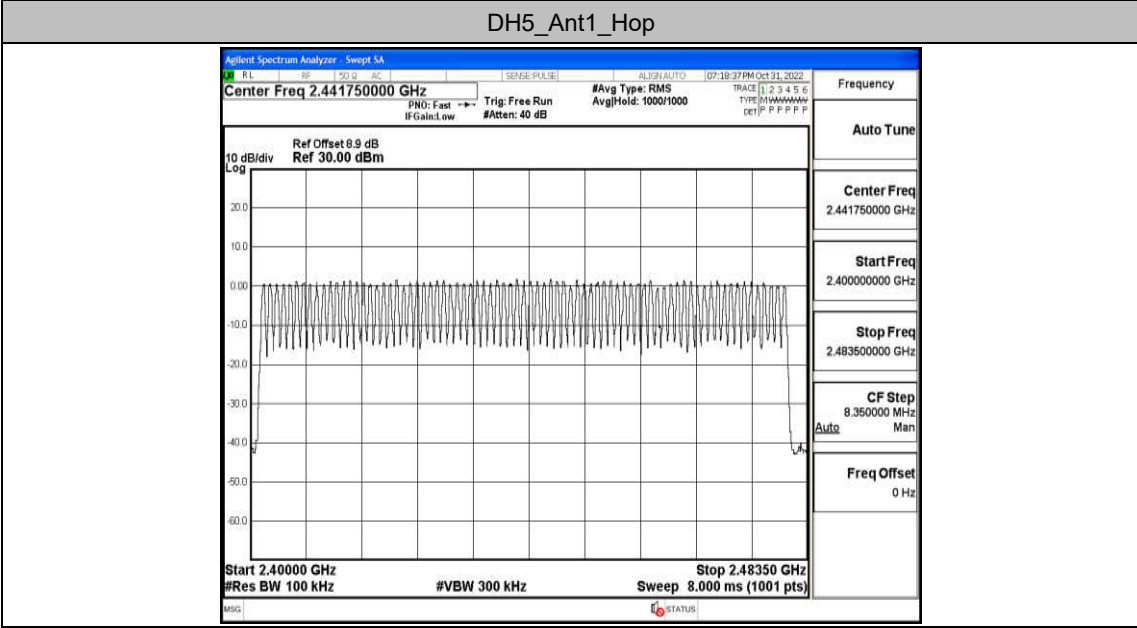 DH5_Ant1_Hop
Agilent Spectrum Analyzer - Swept SA
RL RF 50 Ω AC SENSE:PULSE ALIGN AUTO 07:18:37 PM Oct 31, 2022
Center Freq 2.441750000 GHz
#Avg Type: RMS
TRACE 1 2 3 4 5 6
PNO: Fast Trig: Free Run Avg|Hold: 1000/1000
TYPE MWWWWW
IFGain:Low #Atten: 40 dB
DET P P P P P P
Ref Offset 8.9 dB
10 dB/div Ref 30.00 dBm
Log
20.0
10.0
0.00
-10.0
-20.0
-30.0
-40.0
-50.0
-60.0
Start 2.40000 GHz Stop 2.48350 GHz
#Res BW 100 kHz #VBW 300 kHz Sweep 8.000 ms (1001 pts)
MSG STATUS
Frequency
Auto Tune
Center Freq
2.441750000 GHz
Start Freq
2.400000000 GHz
Stop Freq
2.483500000 GHz
CF Step
8.350000 MHz
Auto Man
Freq Offset
0 Hz